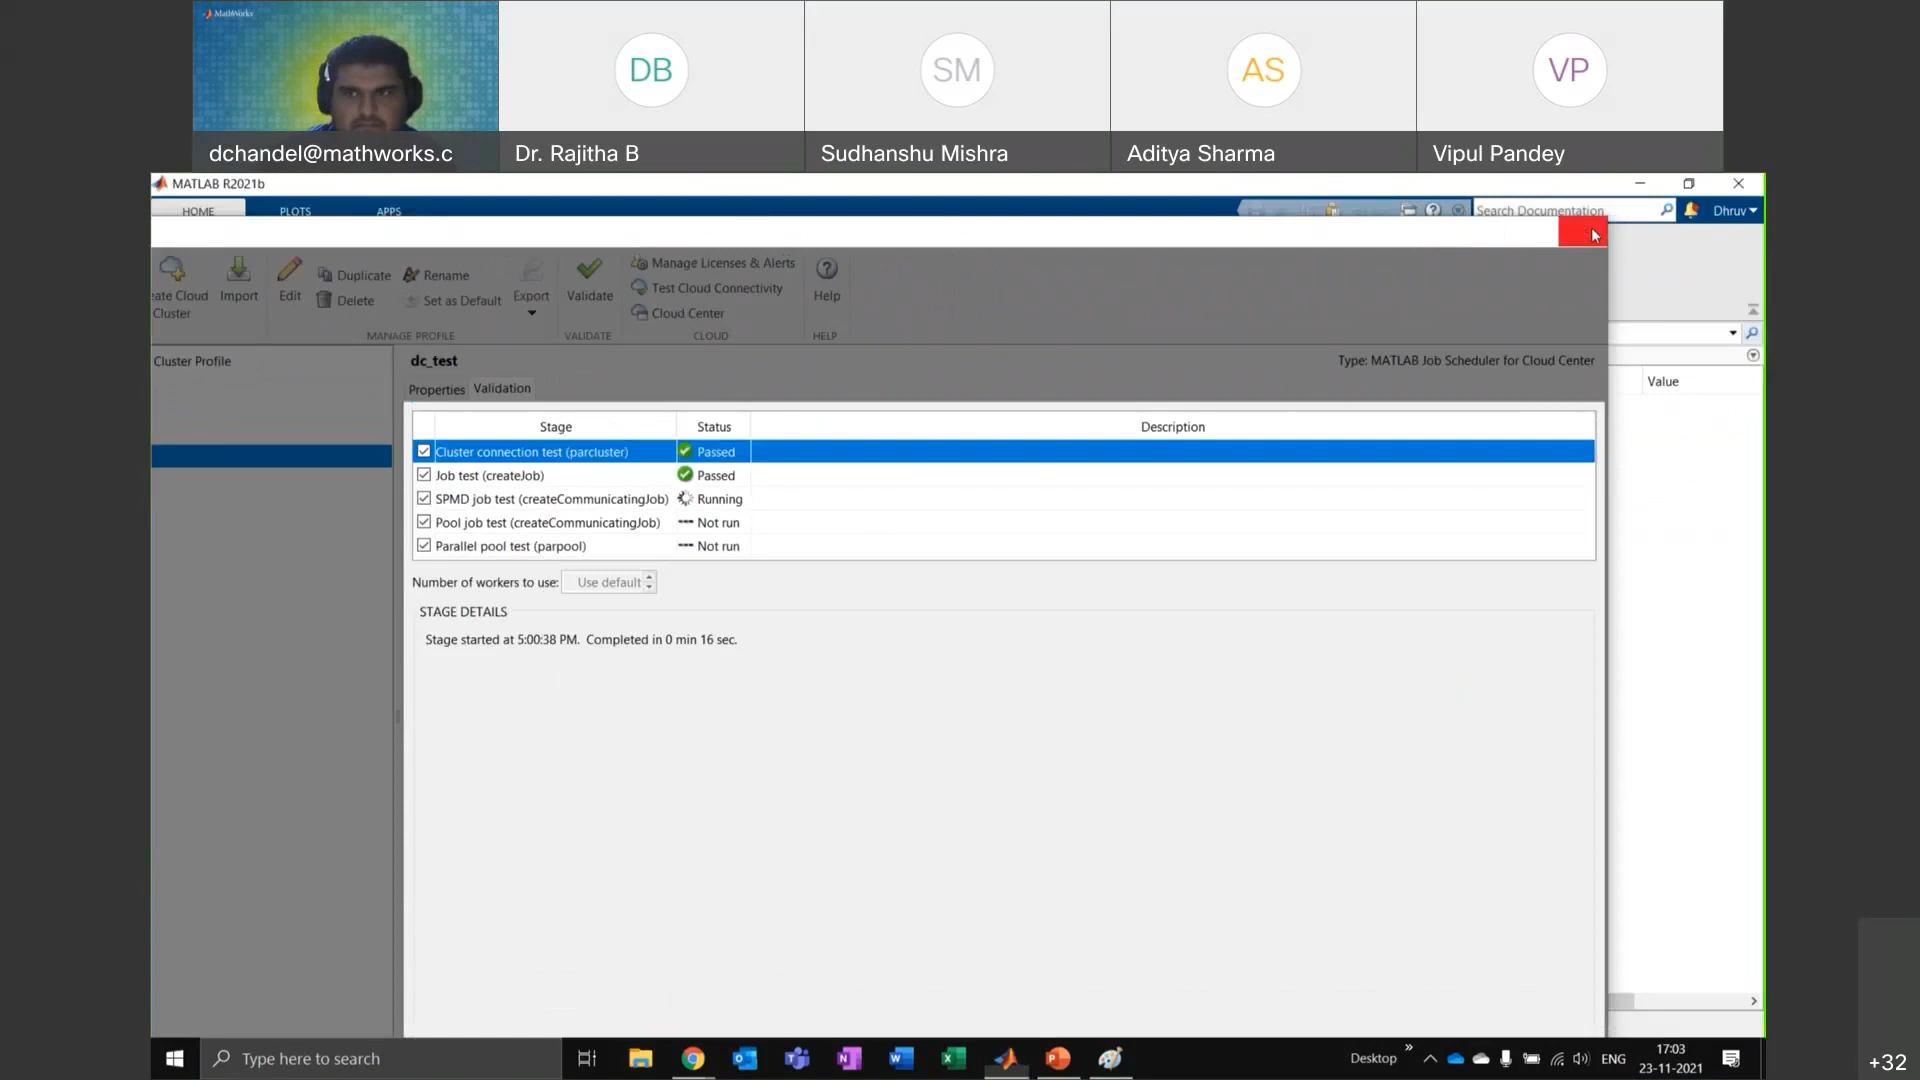 MathWorks
DB
SM
AS
VP
dchandel@mathworks.c
Dr. Rajitha B
Sudhanshu Mishra
Aditya Sharma
Vipul Pandey
MATLAB R2021b
HOME
PLOTS
APPS
Search Documentation
Dhruv
eate Cloud
Cluster
Import
Edit
Duplicate
Delete
Rename
Set as Default
Export
Validate
Manage Licenses & Alerts
Test Cloud Connectivity
Cloud Center
Help
MANAGE PROFILE
VALIDATE
CLOUD
HELP
Cluster Profile
dc_test
Type: MATLAB Job Scheduler for Cloud Center
Properties
Validation
Value
Stage Status Description
Cluster connection test (parcluster) Passed
Job test (createJob) Passed
SPMD job test (createCommunicatingJob) Running
Pool job test (createCommunicatingJob) --- Not run
Parallel pool test (parpool) --- Not run
Number of workers to use: Use default
STAGE DETAILS
Stage started at 5:00:38 PM. Completed in 0 min 16 sec.
Type here to search
Desktop
ENG
17:03
23-11-2021
+32